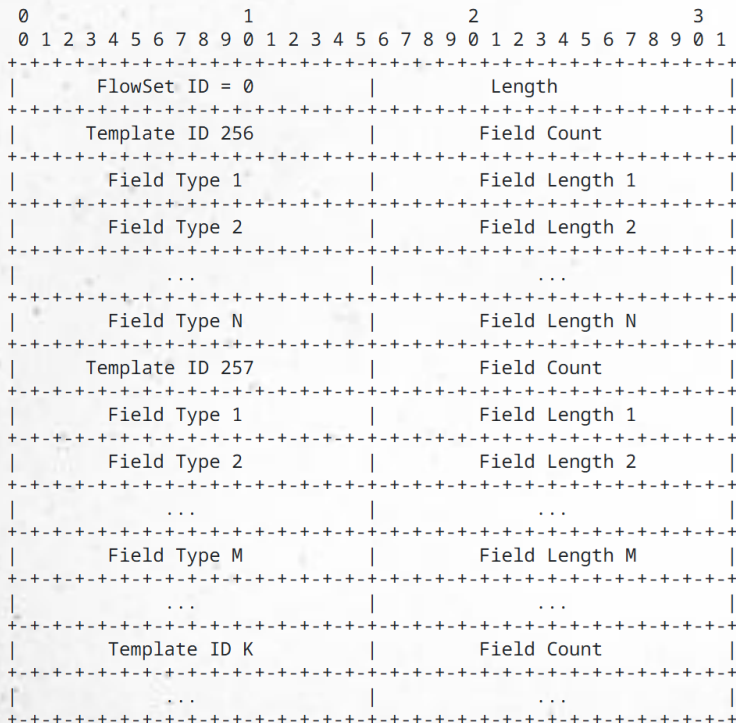 0                   1                   2                   3
0 1 2 3 4 5 6 7 8 9 0 1 2 3 4 5 6 7 8 9 0 1 2 3 4 5 6 7 8 9 0 1
+-+-+-+-+-+-+-+-+-+-+-+-+-+-+-+-+-+-+-+-+-+-+-+-+-+-+-+-+-+-+-+-+
|       FlowSet ID = 0          |          Length               |
+-+-+-+-+-+-+-+-+-+-+-+-+-+-+-+-+-+-+-+-+-+-+-+-+-+-+-+-+-+-+-+-+
|      Template ID 256          |         Field Count           |
+-+-+-+-+-+-+-+-+-+-+-+-+-+-+-+-+-+-+-+-+-+-+-+-+-+-+-+-+-+-+-+-+
|        Field Type 1           |         Field Length 1        |
+-+-+-+-+-+-+-+-+-+-+-+-+-+-+-+-+-+-+-+-+-+-+-+-+-+-+-+-+-+-+-+-+
|        Field Type 2           |         Field Length 2        |
+-+-+-+-+-+-+-+-+-+-+-+-+-+-+-+-+-+-+-+-+-+-+-+-+-+-+-+-+-+-+-+-+
|             ...               |              ...              |
+-+-+-+-+-+-+-+-+-+-+-+-+-+-+-+-+-+-+-+-+-+-+-+-+-+-+-+-+-+-+-+-+
|        Field Type N           |         Field Length N        |
+-+-+-+-+-+-+-+-+-+-+-+-+-+-+-+-+-+-+-+-+-+-+-+-+-+-+-+-+-+-+-+-+
|      Template ID 257          |         Field Count           |
+-+-+-+-+-+-+-+-+-+-+-+-+-+-+-+-+-+-+-+-+-+-+-+-+-+-+-+-+-+-+-+-+
|        Field Type 1           |         Field Length 1        |
+-+-+-+-+-+-+-+-+-+-+-+-+-+-+-+-+-+-+-+-+-+-+-+-+-+-+-+-+-+-+-+-+
|        Field Type 2           |         Field Length 2        |
+-+-+-+-+-+-+-+-+-+-+-+-+-+-+-+-+-+-+-+-+-+-+-+-+-+-+-+-+-+-+-+-+
|             ...               |              ...              |
+-+-+-+-+-+-+-+-+-+-+-+-+-+-+-+-+-+-+-+-+-+-+-+-+-+-+-+-+-+-+-+-+
|        Field Type M           |         Field Length M        |
+-+-+-+-+-+-+-+-+-+-+-+-+-+-+-+-+-+-+-+-+-+-+-+-+-+-+-+-+-+-+-+-+
|             ...               |              ...              |
+-+-+-+-+-+-+-+-+-+-+-+-+-+-+-+-+-+-+-+-+-+-+-+-+-+-+-+-+-+-+-+-+
|        Template ID K          |         Field Count           |
+-+-+-+-+-+-+-+-+-+-+-+-+-+-+-+-+-+-+-+-+-+-+-+-+-+-+-+-+-+-+-+-+
|             ...               |              ...              |
+-+-+-+-+-+-+-+-+-+-+-+-+-+-+-+-+-+-+-+-+-+-+-+-+-+-+-+-+-+-+-+-+